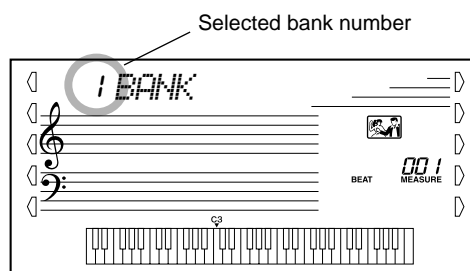 Selected bank number
1 BANK
001
BEAT MEASURE
C3